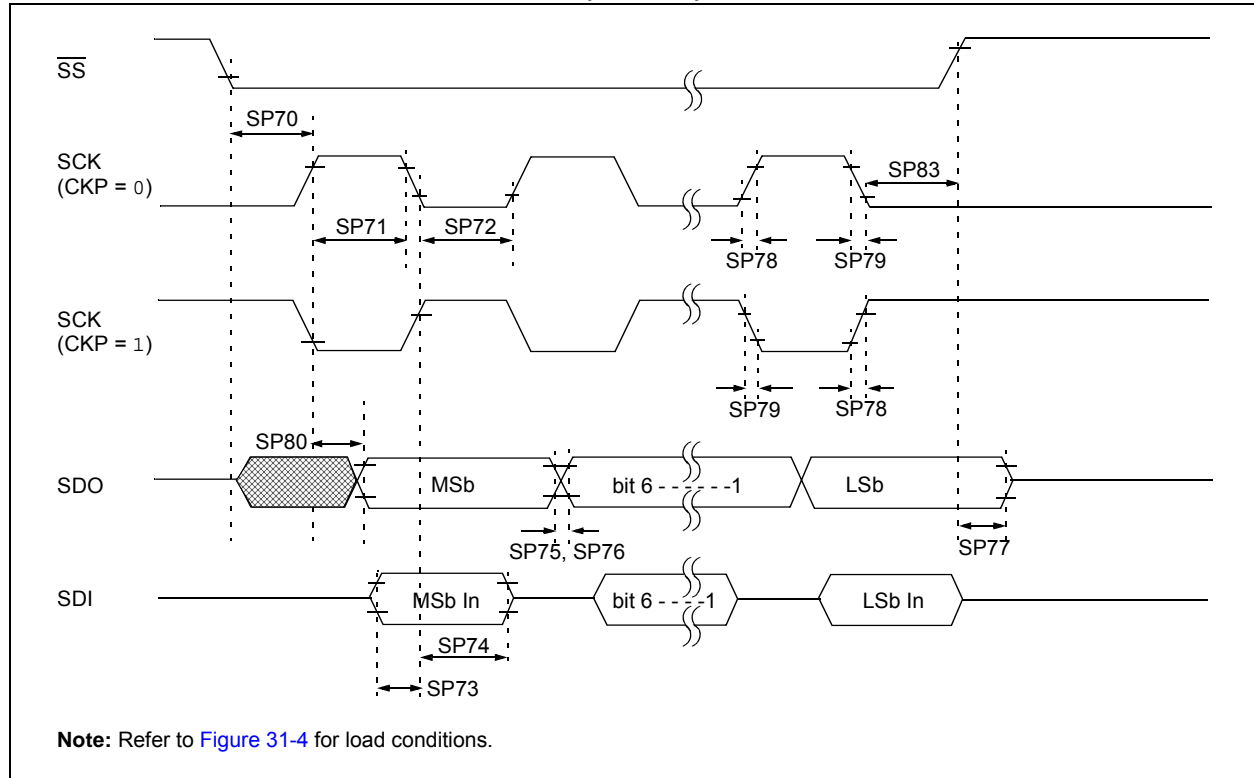 SS
SP70
SCK
(CKP = 0)
SP83
SP71
SP72
SP78
SP79
SCK
(CKP = 1)
SP79
SP78
SP80
SDO
MSb
bit 6 - - - - - -1
LSb
SP75, SP76
SP77
SDI
MSb In
bit 6 - - - -1
LSb In
SP74
SP73
Note: Refer to Figure 31-4 for load conditions.